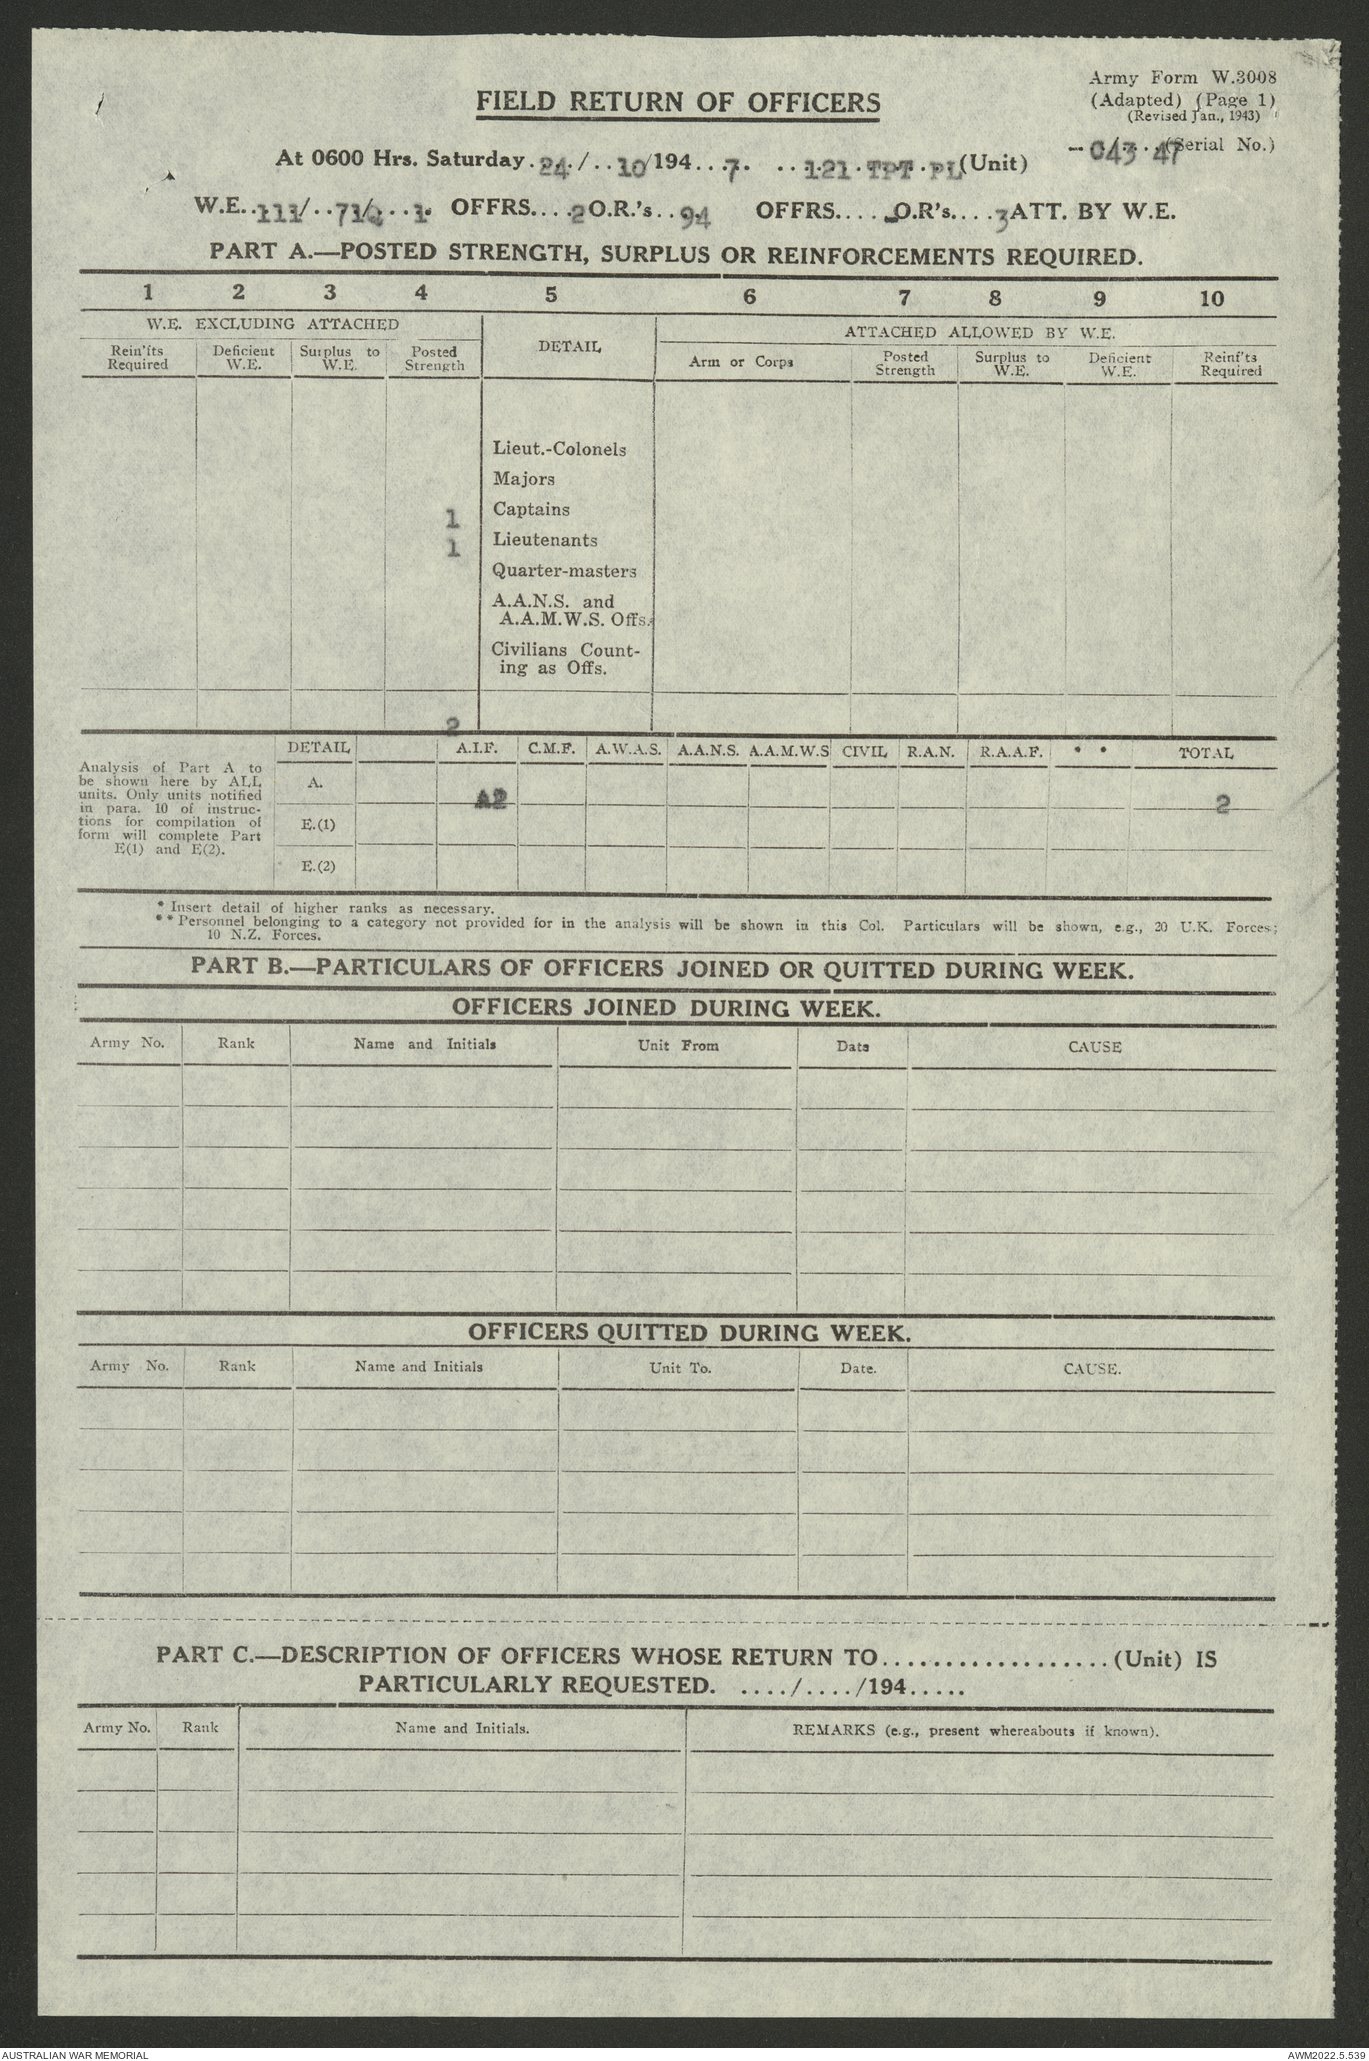 Army Form W.3008
FIELD RETURN OF OFFICERS
(Adapted) (Page 1)
(Revised Jan., 1943)
At 0600 Hrs. Saturday. 24. /. . 10/194. . .7. . . 121. TPT. PL(Unit) (Serial No.)
W.E. . 111/. . 71/ . . 1. OFFRS. . . . 2 O.R.'s . . 94 OFFRS. . . . -O.R's. . . . 3ATT. BY W.E.
PART A.—POSTED STRENGTH, SURPLUS OR REINFORCEMENTS REQUIRED.
1 2 3 4 5 6 7 8 9 10
W.E. EXCLUDING ATTACHED DETAIL ATTACHED ALLOWED BY W.E.
Rein'fts Required Deficient W.E. Surplus to W.E. Posted Strength Arm or Corps Posted Strength Surplus to W.E. Deficient W.E. Reinf'ts Required
Lieut.-Colonels
Majors
1 Captains
1 Lieutenants
Quarter-masters
A.A.N.S. and
A.A.M.W.S. Offs.
Civilians Count-
ing as Offs.
2
DETAIL A.I.F. C.M.F. A.W.A.S. A.A.N.S. A.A.M.W.S CIVIL R.A.N. R.A.A.F. * * TOTAL
Analysis of Part A to
be shown here by ALL
units. Only units notified
in para. 10 of instruc-
tions for compilation of
form will complete Part
E(1) and E(2).
A. 2 2
E.(1)
E.(2)
* Insert detail of higher ranks as necessary.
** Personnel belonging to a category not provided for in the analysis will be shown in this Col. Particulars will be shown, e.g., 20 U.K. Forces;
10 N.Z. Forces.
PART B.—PARTICULARS OF OFFICERS JOINED OR QUITTED DURING WEEK.
OFFICERS JOINED DURING WEEK.
Army No. Rank Name and Initials Unit From Date CAUSE
OFFICERS QUITTED DURING WEEK.
Army No. Rank Name and Initials Unit To. Date. CAUSE.
PART C.—DESCRIPTION OF OFFICERS WHOSE RETURN TO. . . . . . . . . . . . . . . . . . (Unit) IS
PARTICULARLY REQUESTED. . . . . / . . . . /194. . . . .
Army No. Rank Name and Initials. REMARKS (e.g., present whereabouts if known).
AUSTRALIAN WAR MEMORIAL AWM2022.5.539